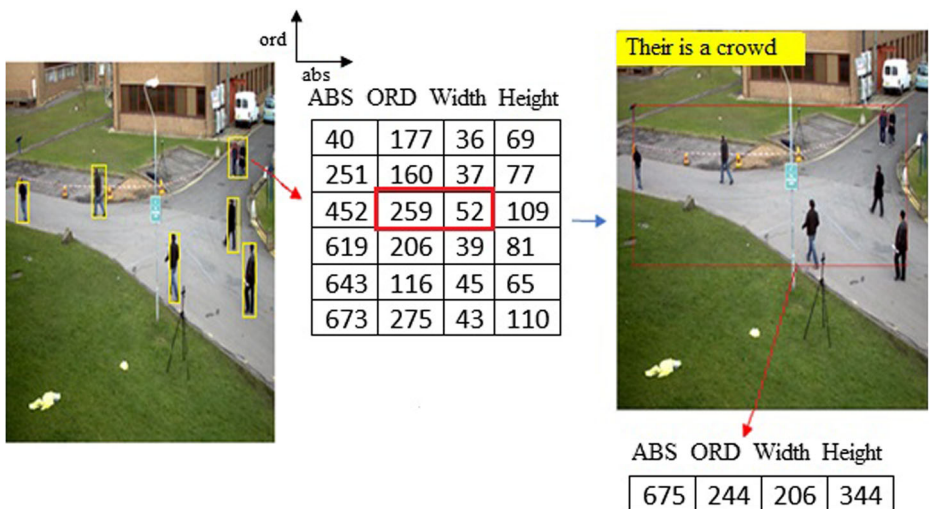 ord
abs
ABS ORD Width Height
40 177 36 69
251 160 37 77
452 259 52 109
619 206 39 81
643 116 45 65
673 275 43 110
Their is a crowd
ABS ORD Width Height
675 244 206 344